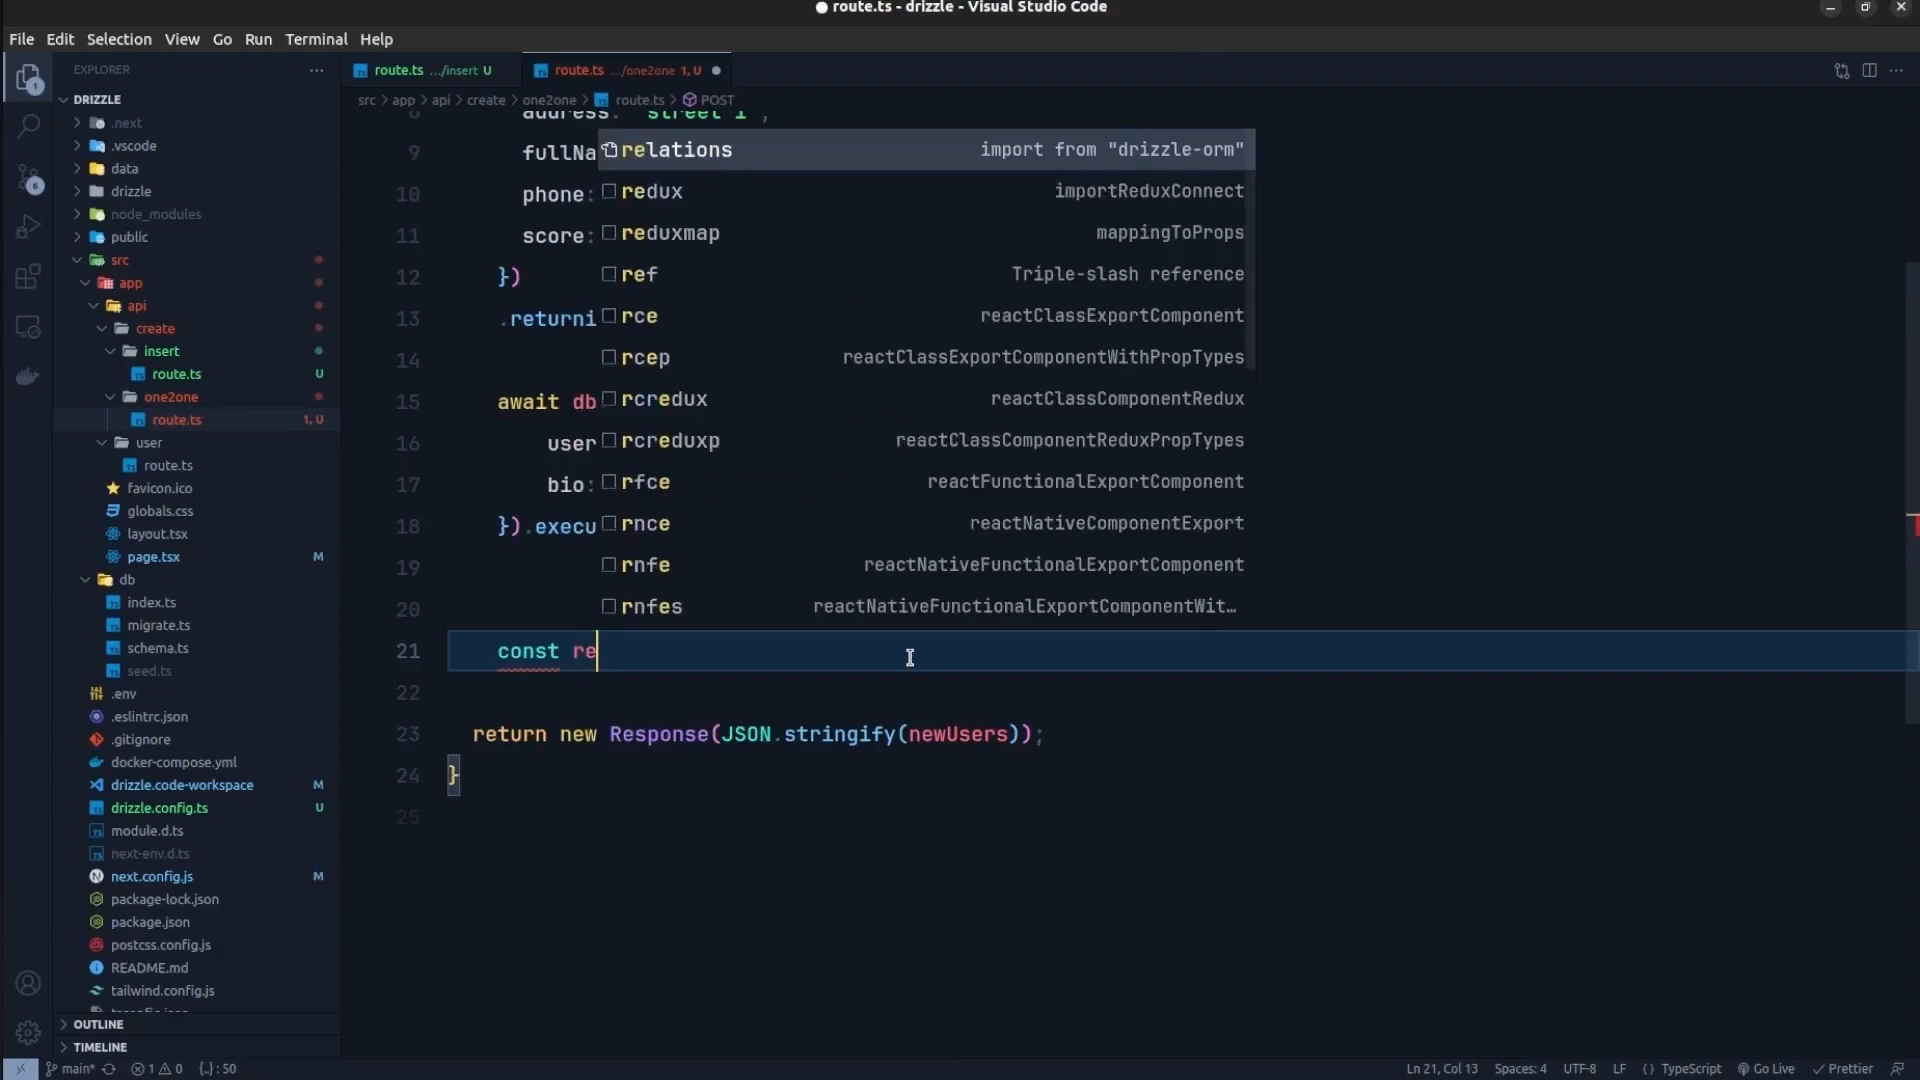 route.ts - drizzle - Visual Studio Code
File Edit Selection View Go Run Terminal Help
EXPLORER
route.ts .../insert U
route.ts .../one2one 1, U
src > app > api > create > one2one > route.ts > POST
DRIZZLE
.next
.vscode
data
drizzle
node_modules
public
src
app
api
create
insert
route.ts U
one2one
route.ts 1, U
user
route.ts
favicon.ico
globals.css
layout.tsx
page.tsx M
db
index.ts
migrate.ts
schema.ts
seed.ts
.env
.eslintrc.json
.gitignore
docker-compose.yml
drizzle.code-workspace M
drizzle.config.ts U
module.d.ts
next-env.d.ts
next.config.js M
package-lock.json
package.json
postcss.config.js
README.md
tailwind.config.js
OUTLINE
TIMELINE
address: "street 1",
9 fullNa
10 phone:
11 score:
12 })
13 .returni
14
15 await db
16 user
17 bio:
18 }).execu
19
20
21 const re
22
23 return new Response(JSON.stringify(newUsers));
24 }
25
relations import from "drizzle-orm"
redux importReduxConnect
reduxmap mappingToProps
ref Triple-slash reference
rce reactClassExportComponent
rcep reactClassExportComponentWithPropTypes
rcredux reactClassComponentRedux
rcreduxp reactClassComponentReduxPropTypes
rfce reactFunctionalExportComponent
rnce reactNativeComponentExport
rnfe reactNativeFunctionalExportComponent
rnfes reactNativeFunctionalExportComponentWit…
main* 1 0 {..} : 50
Ln 21, Col 13 Spaces: 4 UTF-8 LF {} TypeScript Go Live Prettier